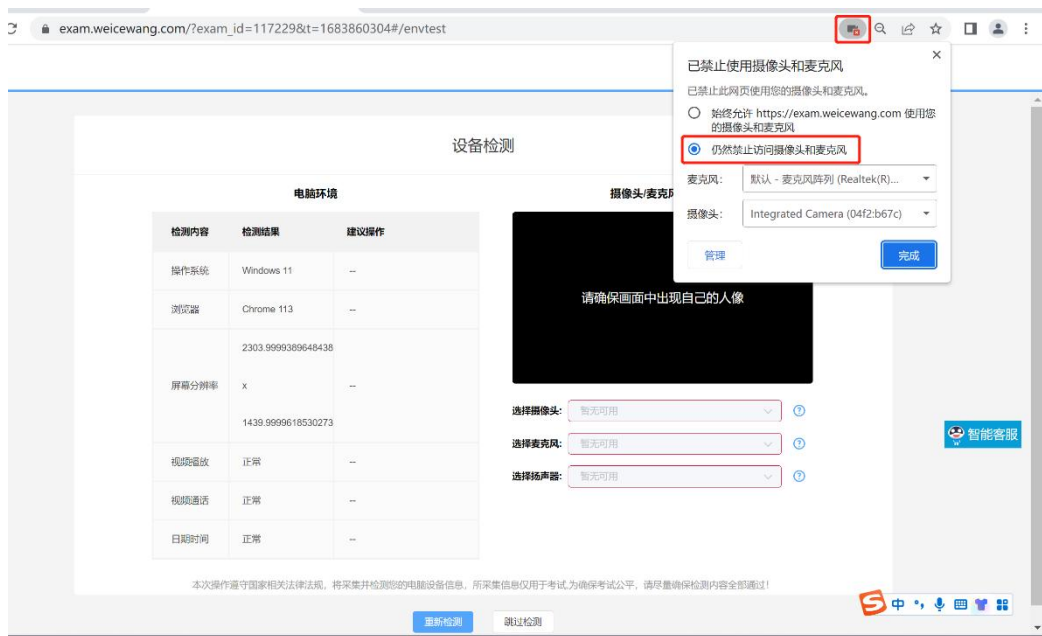 exam.weicewang.com/?exam_id=117229&t=1683860304#/envtest
已禁止使用摄像头和麦克风
已禁止此网页使用您的摄像头和麦克风。
始终允许 https://exam.weicewang.com 使用您
的摄像头和麦克风
仍然禁止访问摄像头和麦克风
麦克风: 默认 - 麦克风阵列 (Realtek(R)...
摄像头: Integrated Camera (04f2:b67c)
管理 完成
设备检测
电脑环境
检测内容 检测结果 建议操作
操作系统 Windows 11 --
浏览器 Chrome 113 --
2303.9999389648438
屏幕分辨率 x --
1439.9999618530273
视频播放 正常 --
视频通话 正常 --
日期时间 正常 --
摄像头/麦克风
请确保画面中出现自己的人像
选择摄像头: 暂无可用
选择麦克风: 暂无可用
选择扬声器: 暂无可用
智能客服
本次操作遵守国家相关法律法规，将采集并检测您的电脑设备信息，所采集信息仅用于考试,为确保考试公平，请尽量确保检测内容全部通过！
重新检测 跳过检测
中